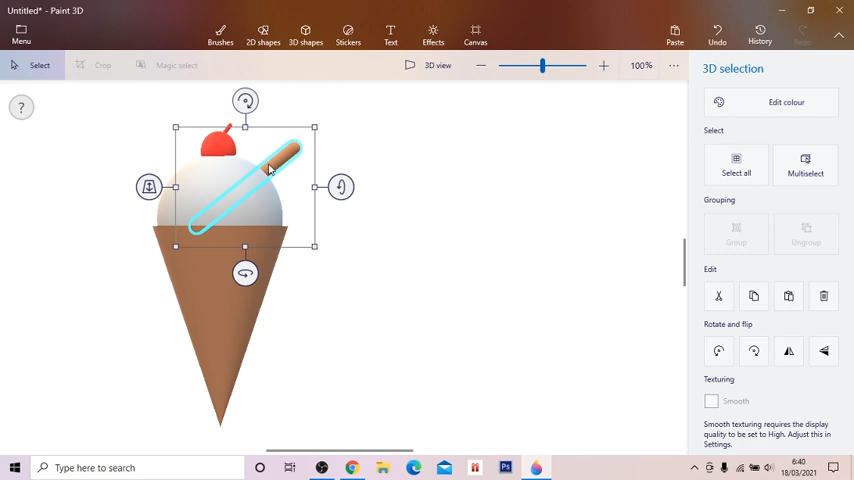 Untitled* - Paint 3D
Menu
Brushes
2D shapes
3D shapes
Stickers
Text
Effects
Canvas
Paste
Undo
History
Redo
Select
Crop
Magic select
3D view
100%
?
3D selection
Edit colour
Select
Select all
Multiselect
Grouping
Group
Ungroup
Edit
Rotate and flip
Texturing
Smooth
Smooth texturing requires the display
quality to be set to High. Adjust this in
Settings.
Type here to search
Ps
6:40
18/03/2021